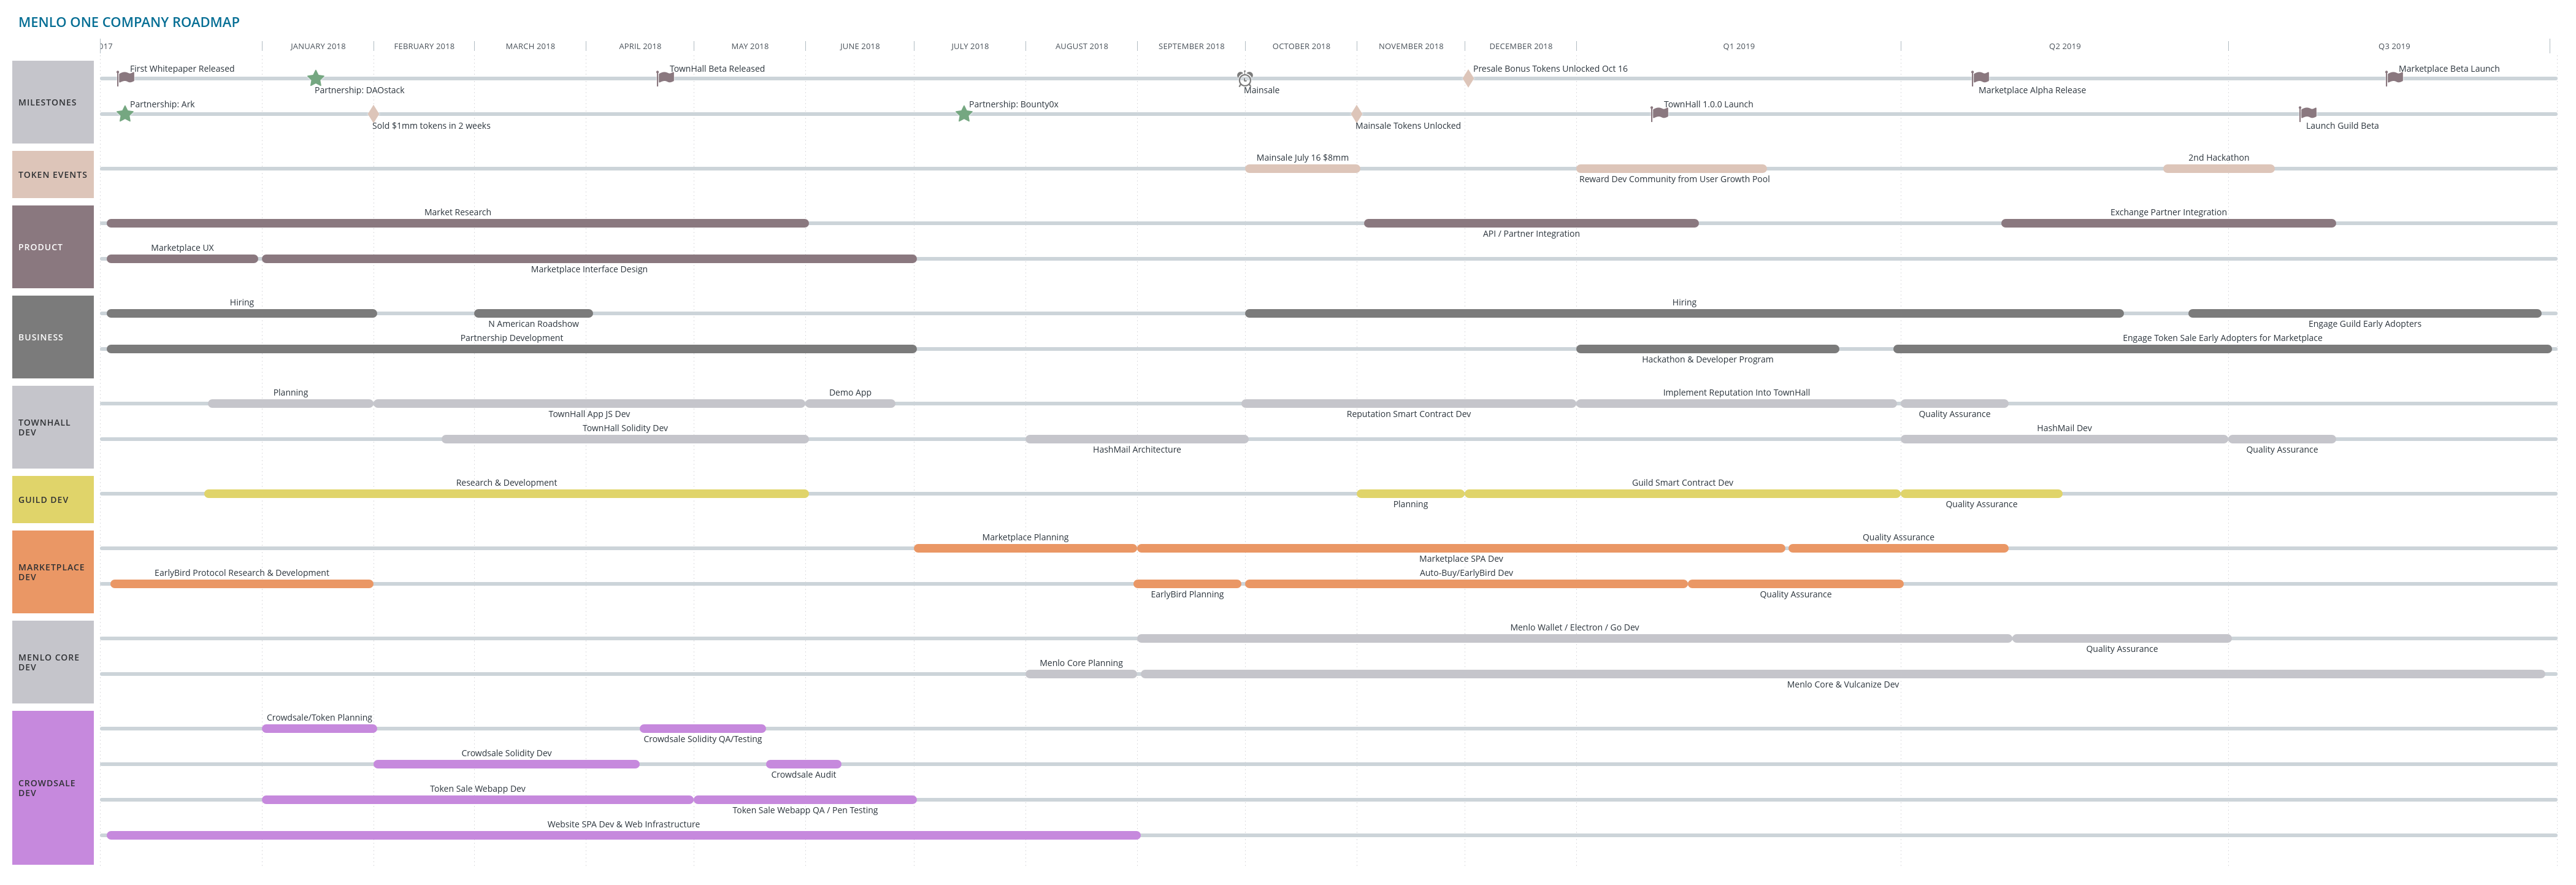 MENLO ONE COMPANY ROADMAP
017 JANUARY 2018 FEBRUARY 2018 MARCH 2018 APRIL 2018 MAY 2018 JUNE 2018 JULY 2018 AUGUST 2018 SEPTEMBER 2018 OCTOBER 2018 NOVEMBER 2018 DECEMBER 2018 Q1 2019 Q2 2019 Q3 2019
MILESTONES
First Whitepaper Released TownHall Beta Released Presale Bonus Tokens Unlocked Oct 16 Marketplace Beta Launch
Partnership: DAOstack Mainsale Marketplace Alpha Release
Partnership: Ark Partnership: Bounty0x TownHall 1.0.0 Launch
Sold $1mm tokens in 2 weeks Mainsale Tokens Unlocked Launch Guild Beta
TOKEN EVENTS
Mainsale July 16 $8mm 2nd Hackathon
Reward Dev Community from User Growth Pool
PRODUCT
Market Research Exchange Partner Integration
API / Partner Integration
Marketplace UX
Marketplace Interface Design
BUSINESS
Hiring Hiring
N American Roadshow Engage Guild Early Adopters
Partnership Development Engage Token Sale Early Adopters for Marketplace
Hackathon & Developer Program
TOWNHALL
DEV
Planning Demo App Implement Reputation Into TownHall
TownHall App JS Dev Reputation Smart Contract Dev Quality Assurance
TownHall Solidity Dev HashMail Dev
HashMail Architecture Quality Assurance
GUILD DEV
Research & Development Guild Smart Contract Dev
Planning Quality Assurance
MARKETPLACE
DEV
Marketplace Planning Quality Assurance
Marketplace SPA Dev
EarlyBird Protocol Research & Development Auto-Buy/EarlyBird Dev
EarlyBird Planning Quality Assurance
MENLO CORE
DEV
Menlo Wallet / Electron / Go Dev
Quality Assurance
Menlo Core Planning
Menlo Core & Vulcanize Dev
CROWDSALE
DEV
Crowdsale/Token Planning
Crowdsale Solidity QA/Testing
Crowdsale Solidity Dev
Crowdsale Audit
Token Sale Webapp Dev
Token Sale Webapp QA / Pen Testing
Website SPA Dev & Web Infrastructure